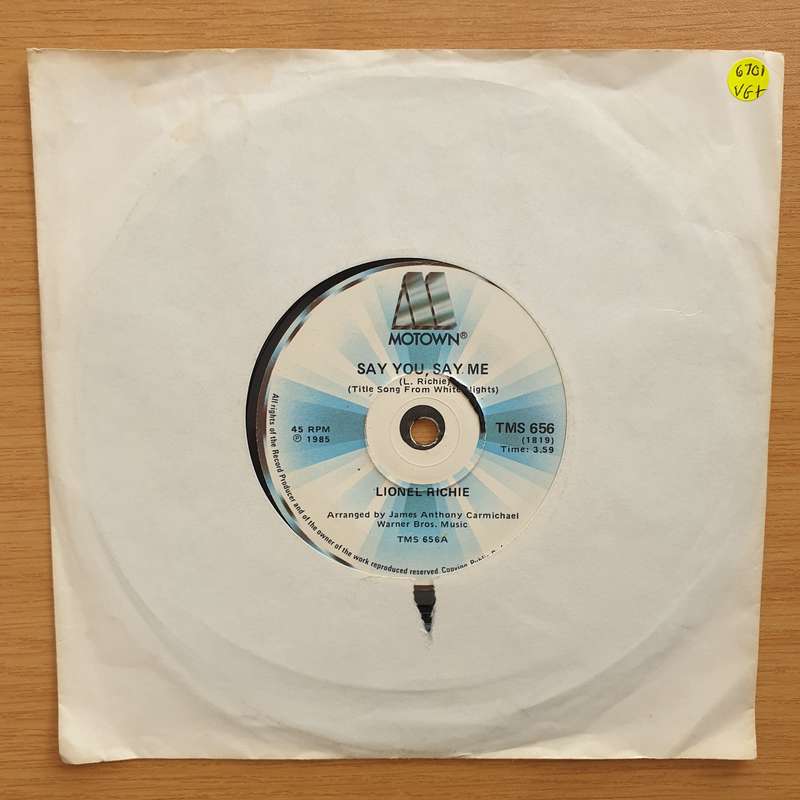 6701
VG+
MOTOWN®
SAY YOU, SAY ME
(L. Richie)
(Title Song From White Nights)
45 RPM
℗ 1985
TMS 656
(1819)
Time: 3.59
LIONEL RICHIE
Arranged by James Anthony Carmichael
Warner Bros. Music
TMS 656A
All rights of the Record Producer and of the owner of the work reproduced reserved. Copying